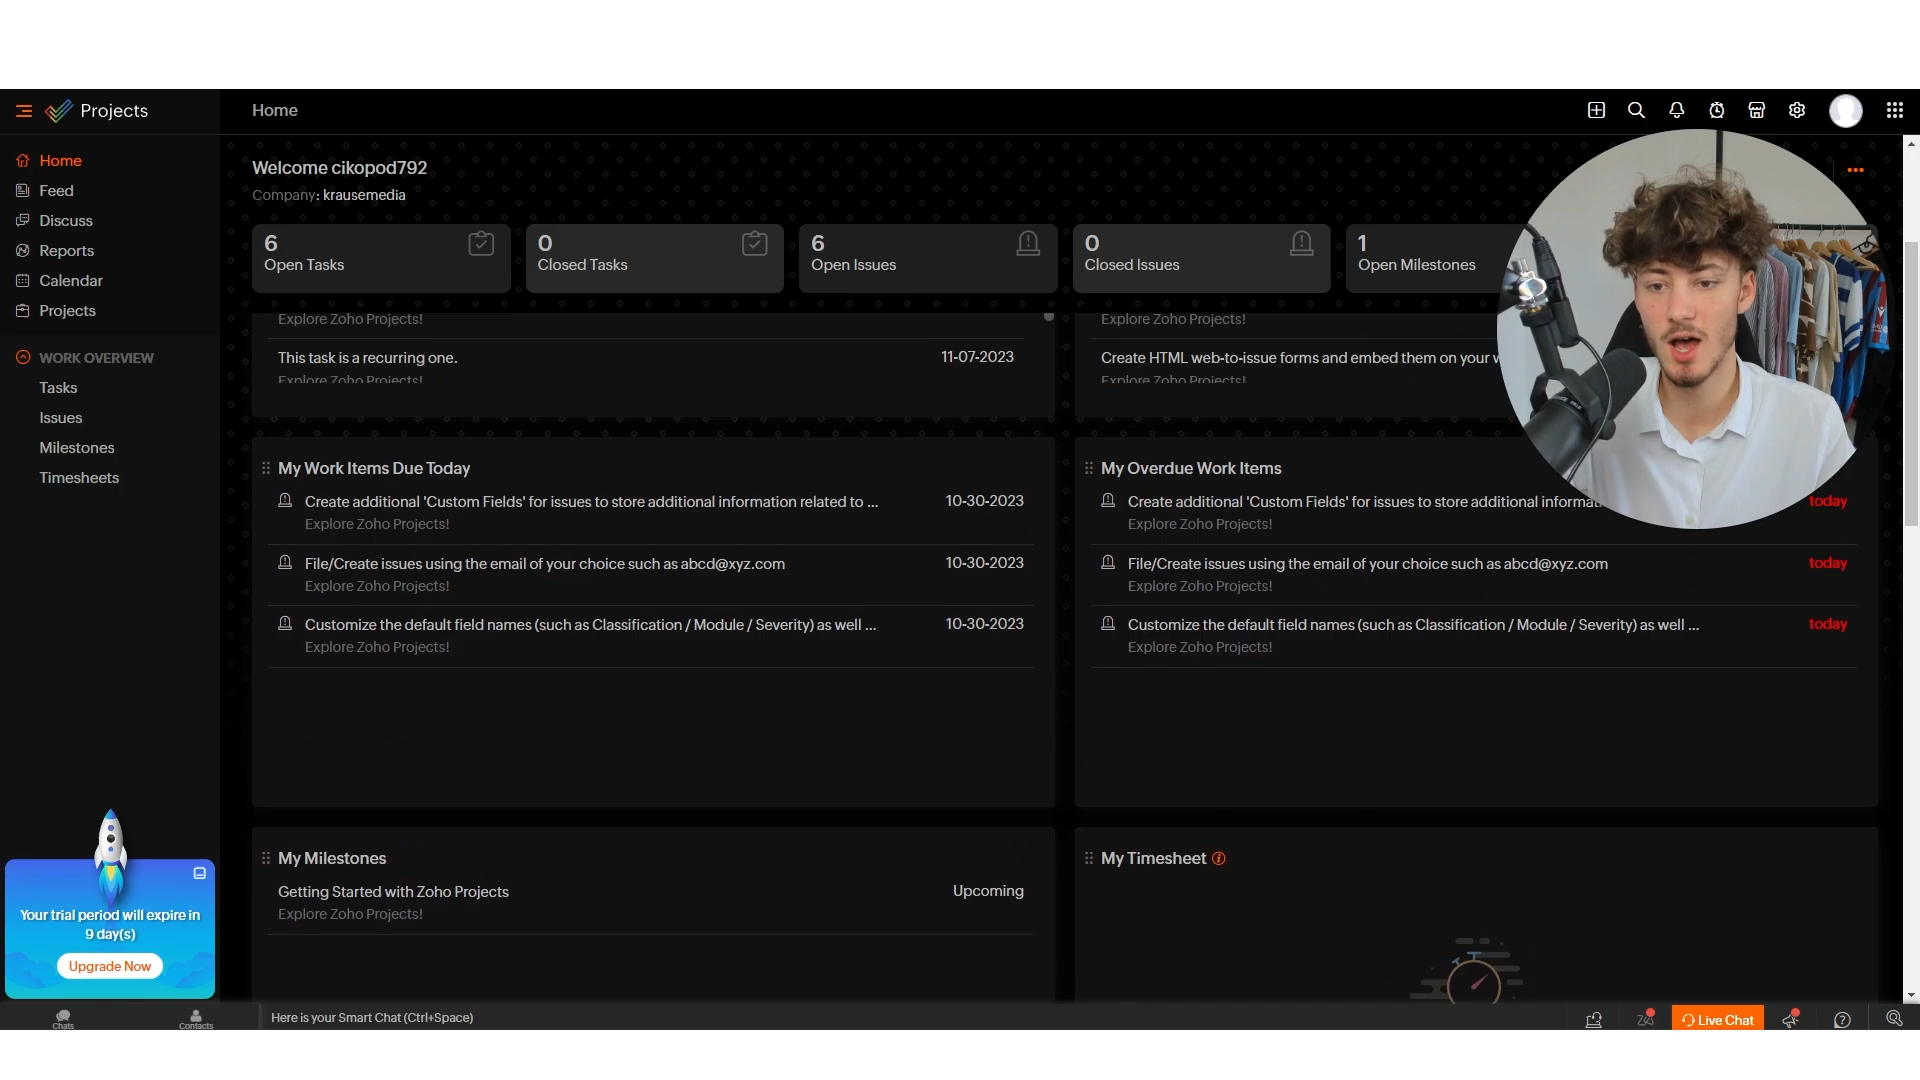 Projects
Home
Home
Feed
Discuss
Reports
Calendar
Projects
WORK OVERVIEW
Tasks
Issues
Milestones
Timesheets
Your trial period will expire in
9 day(s)
Upgrade Now
Welcome cikopod792
Company: krausemedia
6
Open Tasks
0
Closed Tasks
6
Open Issues
0
Closed Issues
1
Open Milestones
Explore Zoho Projects!
This task is a recurring one. 11-07-2023
Explore Zoho Projects!
Explore Zoho Projects!
Create HTML web-to-issue forms and embed them on your
Explore Zoho Projects!
My Work Items Due Today
Create additional 'Custom Fields' for issues to store additional information related to ... 10-30-2023
Explore Zoho Projects!
File/Create issues using the email of your choice such as abcd@xyz.com 10-30-2023
Explore Zoho Projects!
Customize the default field names (such as Classification / Module / Severity) as well ... 10-30-2023
Explore Zoho Projects!
My Overdue Work Items
Create additional 'Custom Fields' for issues to store additional today
Explore Zoho Projects!
File/Create issues using the email of your choice such as abcd@xyz.com today
Explore Zoho Projects!
Customize the default field names (such as Classification / Module / Severity) as well ... today
Explore Zoho Projects!
My Milestones
Getting Started with Zoho Projects Upcoming
Explore Zoho Projects!
My Timesheet
Chats
Contacts
Here is your Smart Chat (Ctrl+Space)
Live Chat